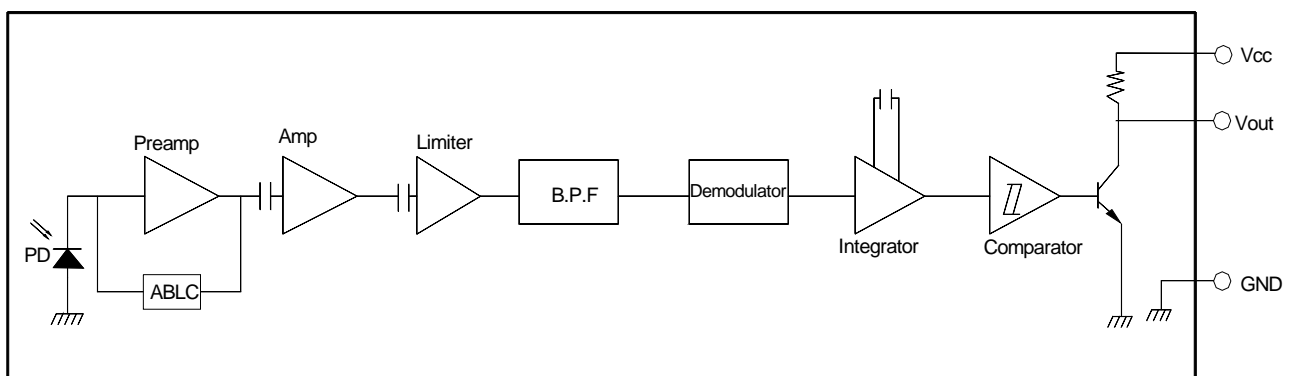 Vcc
Vout
Preamp
Amp
Limiter
B.P.F
Demodulator
Integrator
Comparator
PD
ABLC
GND